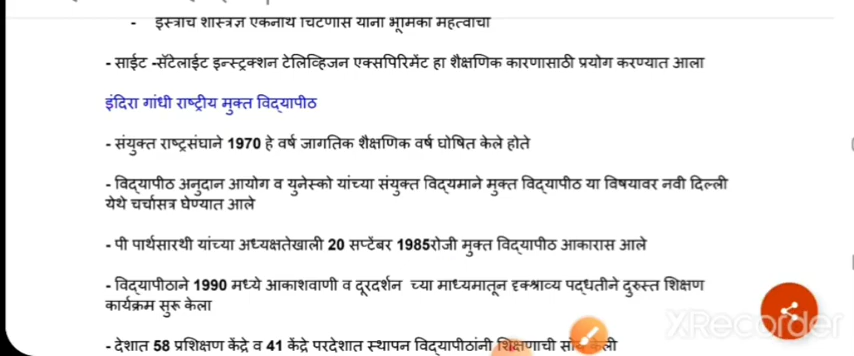 - इस्त्रोचे शास्त्रज्ञ एकनाथ चिटणीस यांनी भूमिका महत्वाची
- साईट -सॅटेलाईट इन्स्ट्रक्शन टेलिव्हिजन एक्सपिरिमेंट हा शैक्षणिक कारणासाठी प्रयोग करण्यात आला
इंदिरा गांधी राष्ट्रीय मुक्त विद्यापीठ
- संयुक्त राष्ट्रसंघाने 1970 हे वर्ष जागतिक शैक्षणिक वर्ष घोषित केले होते
- विद्यापीठ अनुदान आयोग व युनेस्को यांच्या संयुक्त विद्यमाने मुक्त विद्यापीठ या विषयावर नवी दिल्ली
येथे चर्चासत्र घेण्यात आले
- पी पार्थसारथी यांच्या अध्यक्षतेखाली 20 सप्टेंबर 1985रोजी मुक्त विद्यापीठ आकारास आले
- विद्यापीठाने 1990 मध्ये आकाशवाणी व दूरदर्शन च्या माध्यमातून दृक्श्राव्य पद्धतीने दुरुस्त शिक्षण
कार्यक्रम सुरू केला
- देशात 58 प्रशिक्षण केंद्रे व 41 केंद्रे परदेशात स्थापन विद्यापीठांनी शिक्षणाची सोय केली
XRecorder